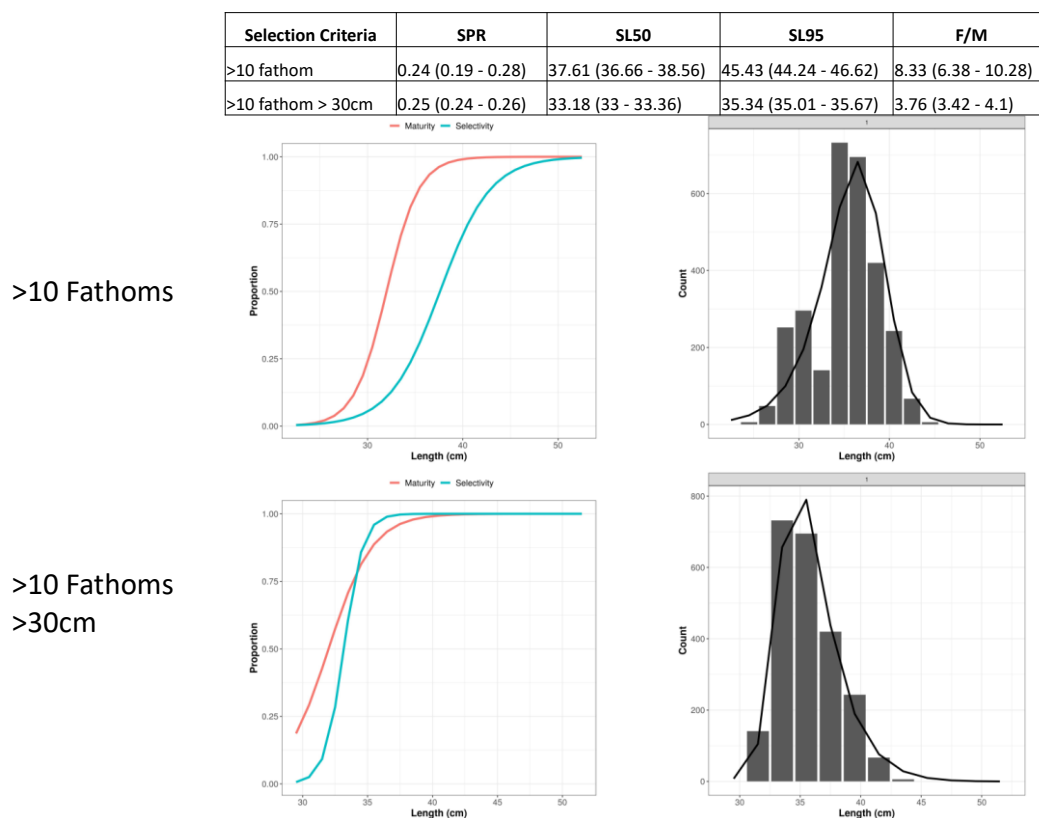 Selection Criteria SPR SL50 SL95 F/M
>10 fathom 0.24 (0.19 - 0.28) 37.61 (36.66 - 38.56) 45.43 (44.24 - 46.62) 8.33 (6.38 - 10.28)
>10 fathom > 30cm 0.25 (0.24 - 0.26) 33.18 (33 - 33.36) 35.34 (35.01 - 35.67) 3.76 (3.42 - 4.1)
>10 Fathoms
Maturity Selectivity
1.00
0.75
0.50
0.25
0.00
Proportion
30 40 50
Length (cm)
1
600
400
200
0
Count
30 40 50
Length (cm)
>10 Fathoms
>30cm
Maturity Selectivity
1.00
0.75
0.50
0.25
0.00
Proportion
30 35 40 45 50
Length (cm)
1
800
600
400
200
0
Count
30 35 40 45 50
Length (cm)